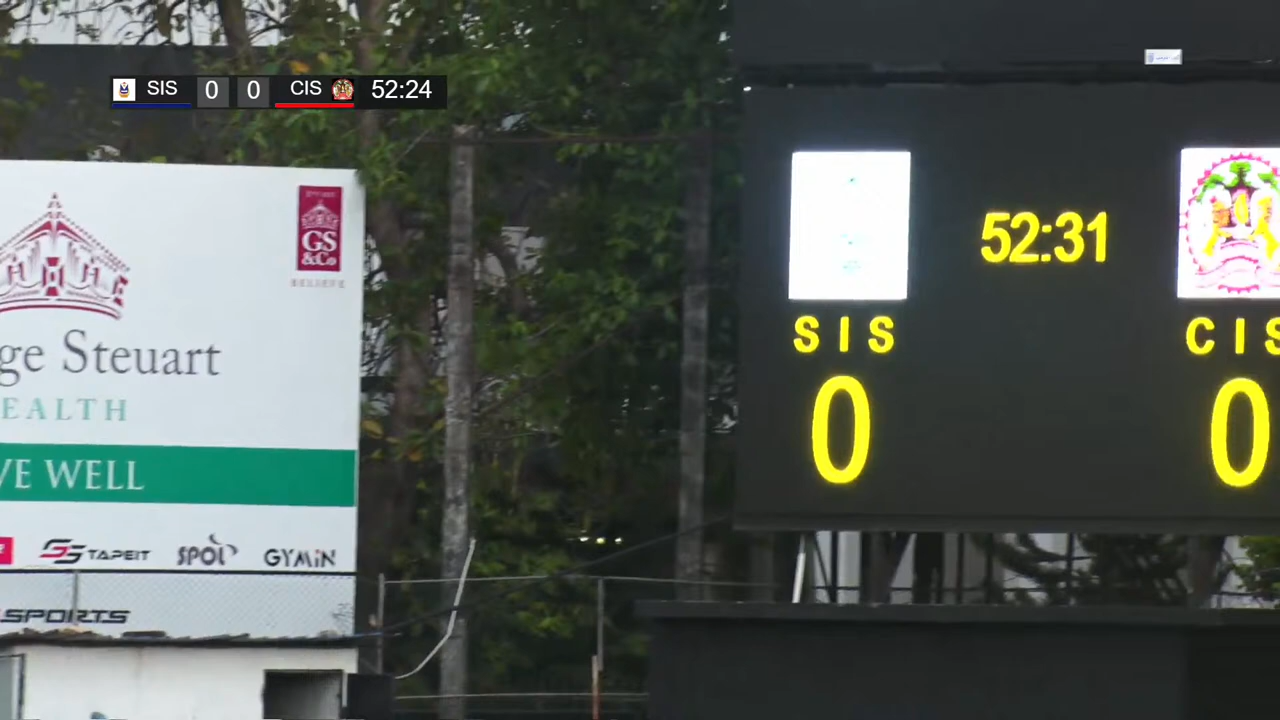 SIS 0 0 CIS 52:24
GS
&Co
BELIEVE
ge Steuart
EALTH
VE WELL
TAPEIT SPOL GYMiN
SPORTS
52:31
SIS CIS
0 0